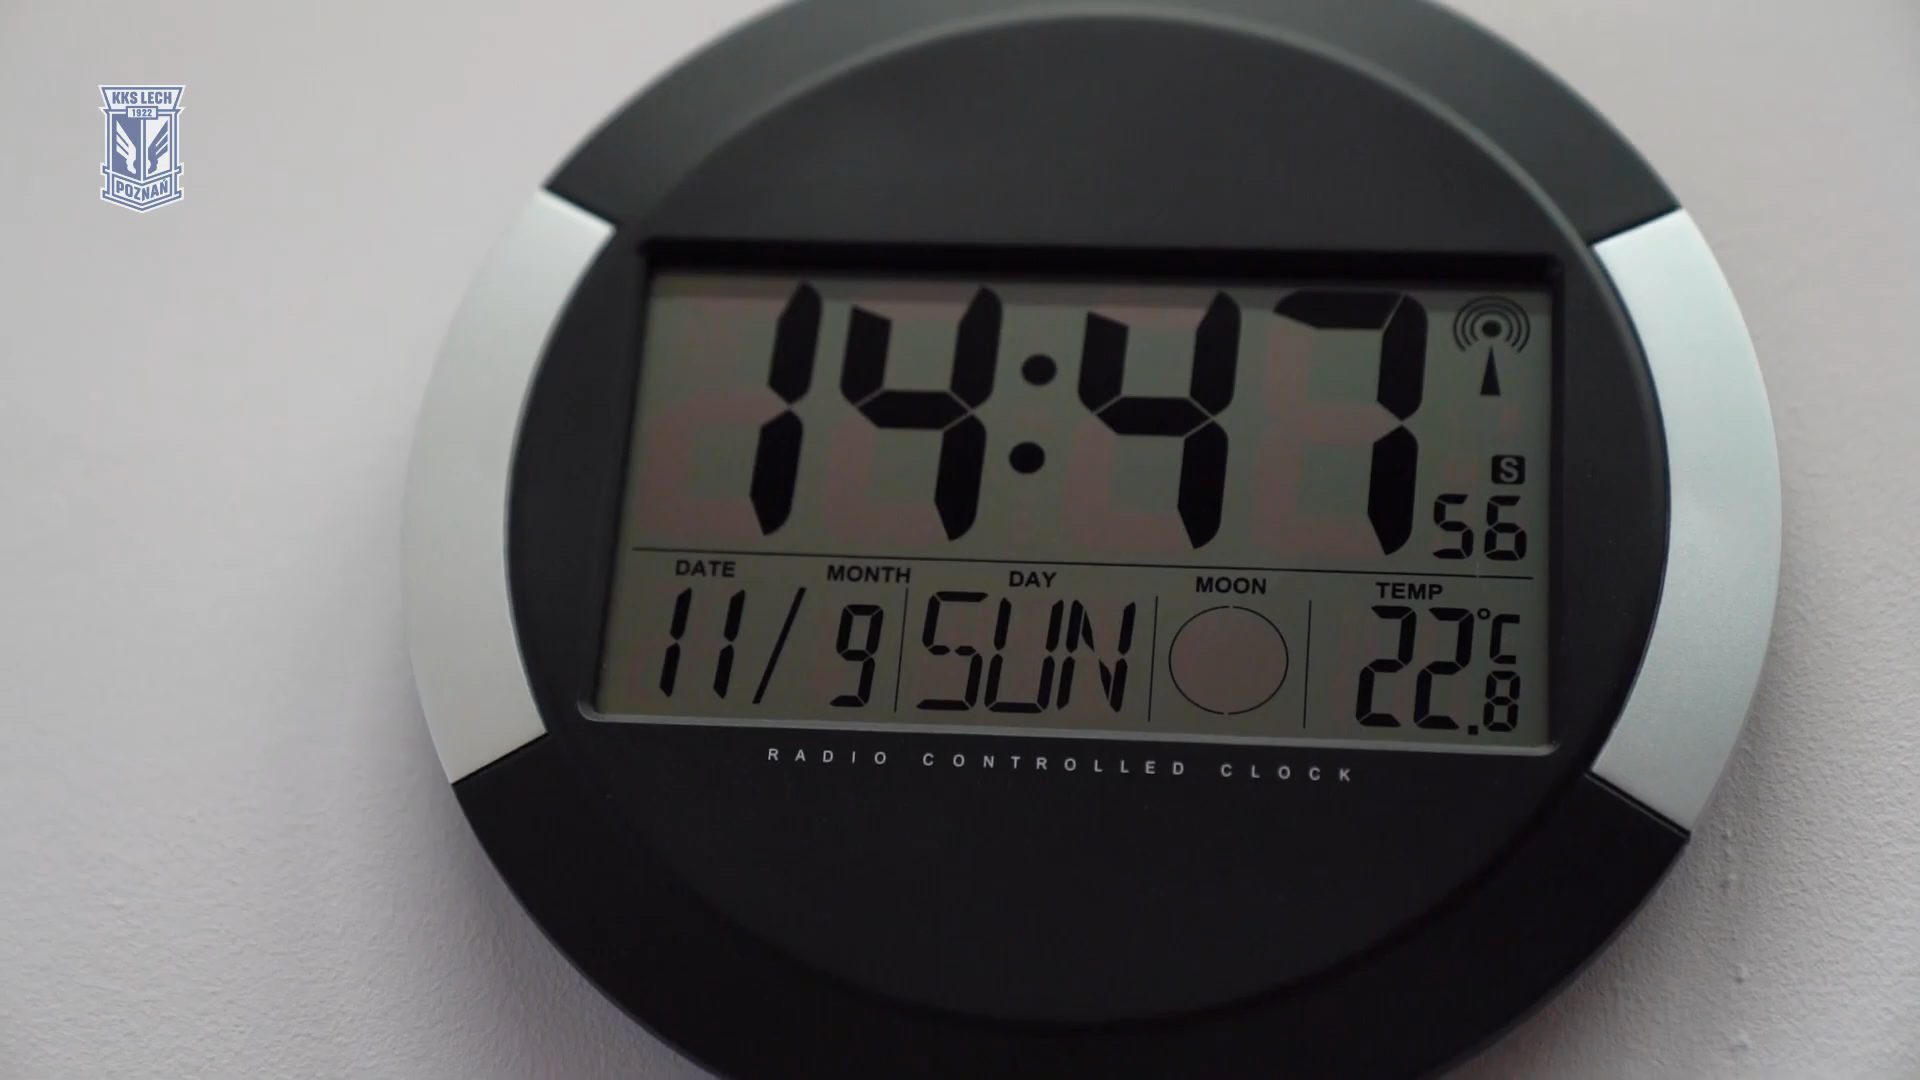 KKS LECH
1922
POZNAŃ
14:47
S
56
DATE MONTH DAY MOON TEMP
11/9 SUN 22.8°C
RADIO CONTROLLED CLOCK